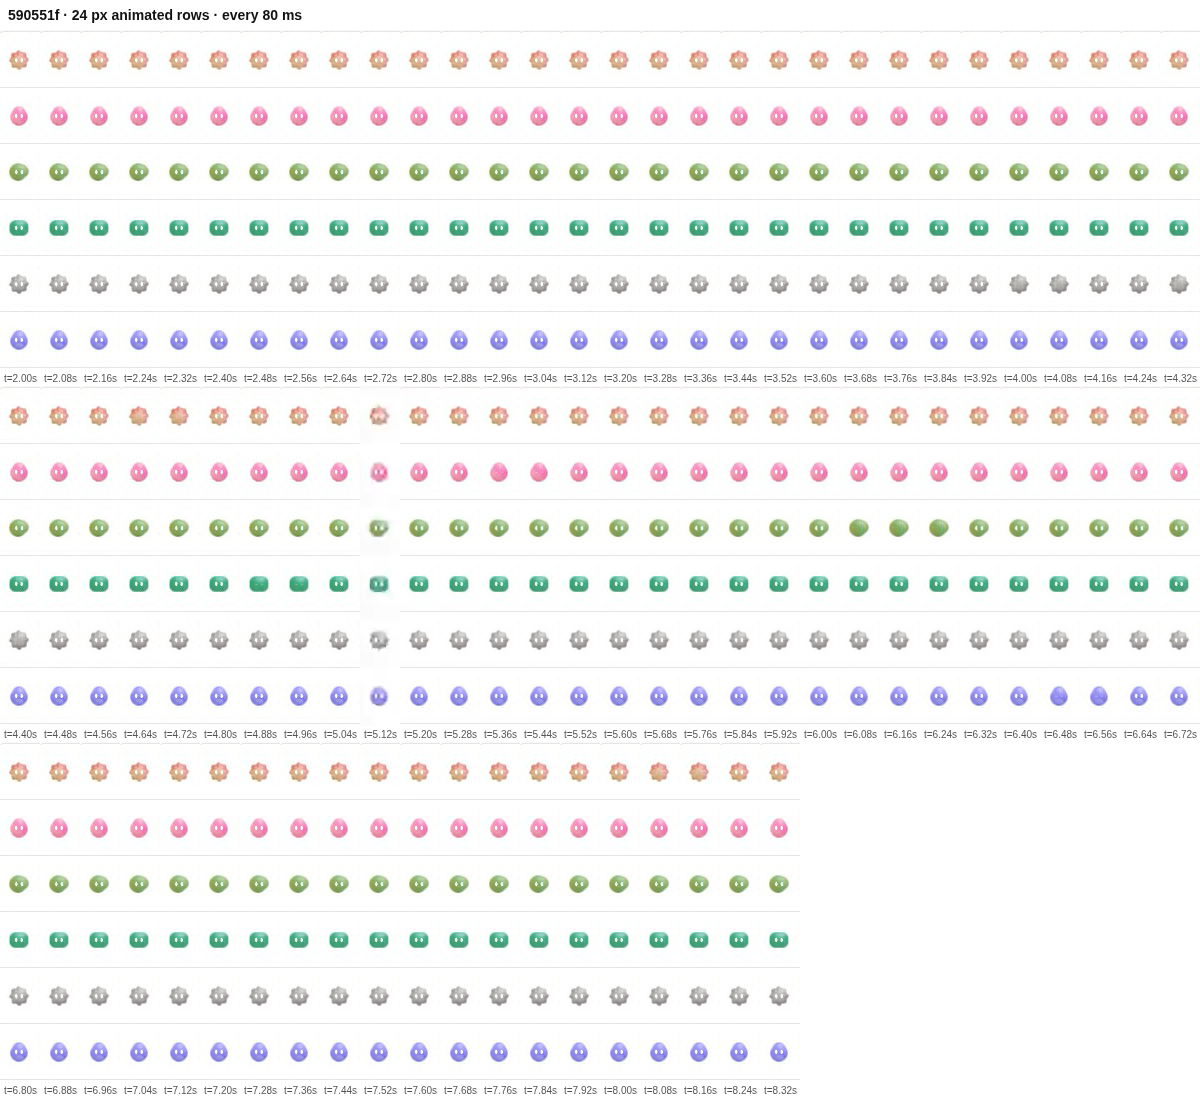 590551f · 24 px animated rows · every 80 ms
t=2.00s t=2.08s t=2.16s t=2.24s t=2.32s t=2.40s t=2.48s t=2.56s t=2.64s t=2.72s t=2.80s t=2.88s t=2.96s t=3.04s t=3.12s t=3.20s t=3.28s t=3.36s t=3.44s t=3.52s t=3.60s t=3.68s t=3.76s t=3.84s t=3.92s t=4.00s t=4.08s t=4.16s t=4.24s t=4.32s
t=4.40s t=4.48s t=4.56s t=4.64s t=4.72s t=4.80s t=4.88s t=4.96s t=5.04s t=5.12s t=5.20s t=5.28s t=5.36s t=5.44s t=5.52s t=5.60s t=5.68s t=5.76s t=5.84s t=5.92s t=6.00s t=6.08s t=6.16s t=6.24s t=6.32s t=6.40s t=6.48s t=6.56s t=6.64s t=6.72s
t=6.80s t=6.88s t=6.96s t=7.04s t=7.12s t=7.20s t=7.28s t=7.36s t=7.44s t=7.52s t=7.60s t=7.68s t=7.76s t=7.84s t=7.92s t=8.00s t=8.08s t=8.16s t=8.24s t=8.32s